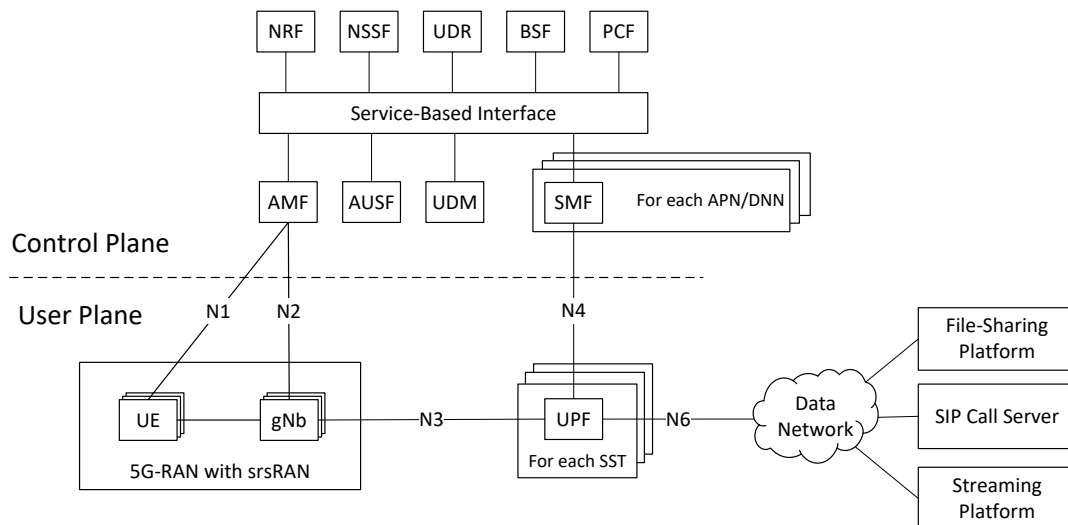 NRF
NSSF
UDR
BSF
PCF
Service-Based Interface
AMF
AUSF
UDM
SMF
For each APN/DNN
Control Plane
User Plane
N1
N2
N4
File-Sharing
Platform
UE
gNb
N3
UPF
N6
Data
Network
SIP Call Server
For each SST
5G-RAN with srsRAN
Streaming
Platform